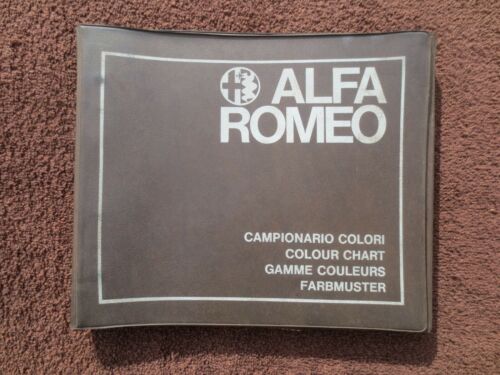 ALFA
ROMEO
CAMPIONARIO COLORI
COLOUR CHART
GAMME COULEURS
FARBMUSTER